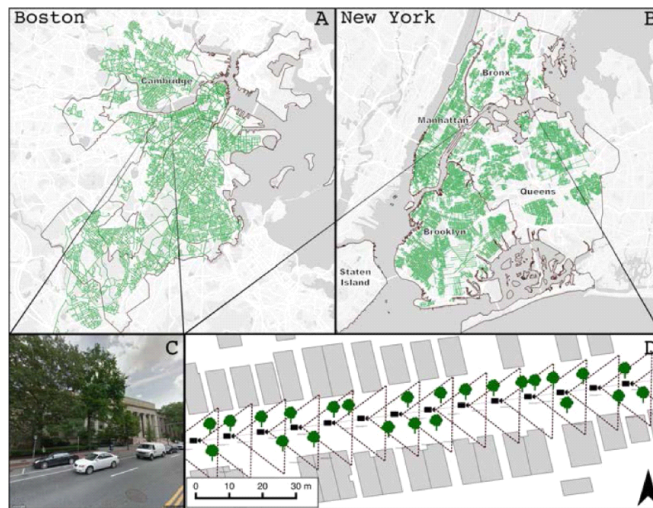 Boston
A
Cambridge
New York
B
Bronx
Manhattan
Queens
Brooklyn
Staten
Island
C
D
0
10
20
30 m